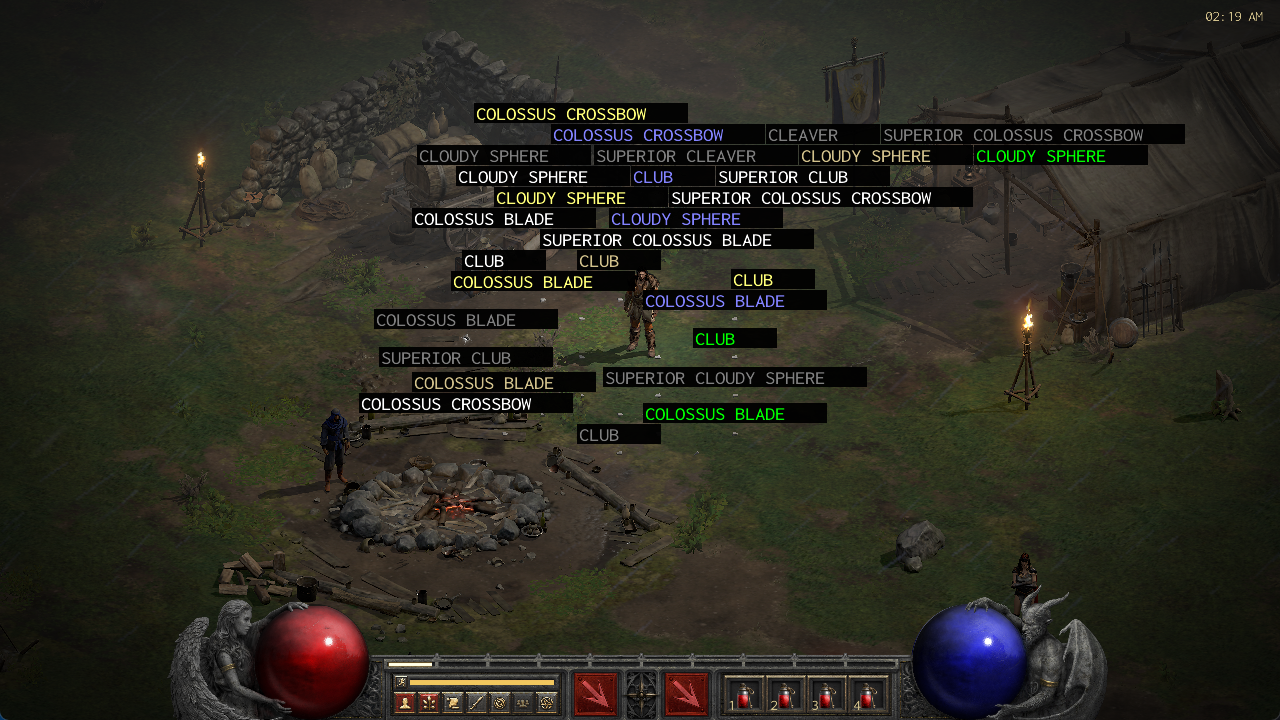 02:19 AM
COLOSSUS CROSSBOW
COLOSSUS CROSSBOW CLEAVER SUPERIOR COLOSSUS CROSSBOW
CLOUDY SPHERE SUPERIOR CLEAVER CLOUDY SPHERE CLOUDY SPHERE
CLOUDY SPHERE CLUB SUPERIOR CLUB
CLOUDY SPHERE SUPERIOR COLOSSUS CROSSBOW
COLOSSUS BLADE CLOUDY SPHERE
SUPERIOR COLOSSUS BLADE
CLUB CLUB
COLOSSUS BLADE CLUB
COLOSSUS BLADE
COLOSSUS BLADE
CLUB
SUPERIOR CLUB
COLOSSUS BLADE SUPERIOR CLOUDY SPHERE
COLOSSUS CROSSBOW
COLOSSUS BLADE
CLUB
1 2 3 4